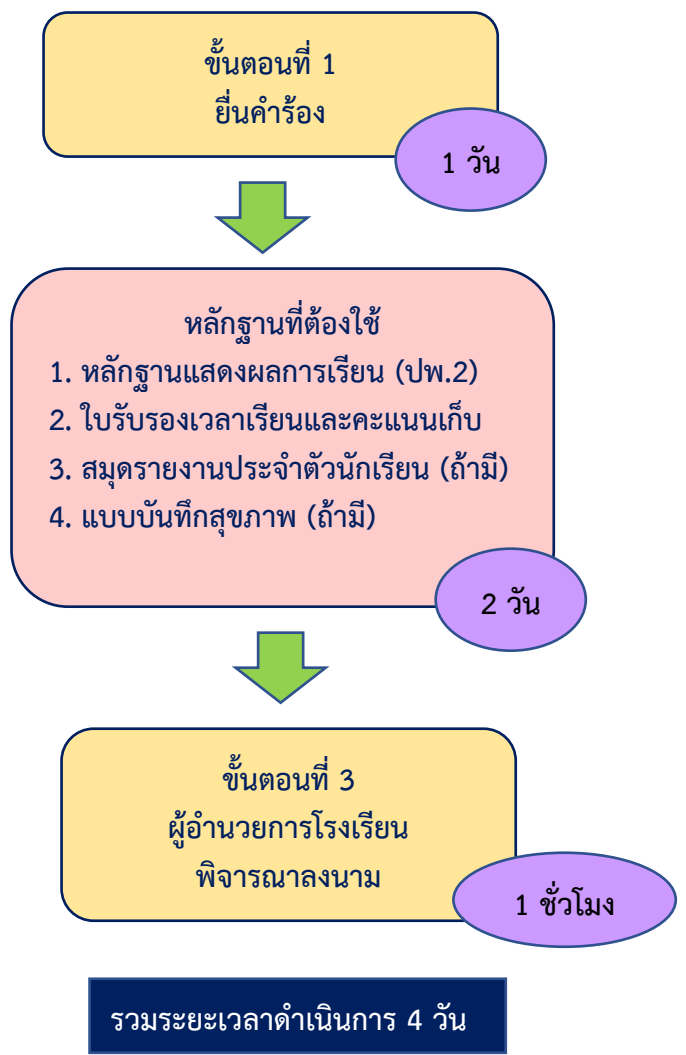 ขั้นตอนที่ 1
ยื่นคำร้อง
1 วัน
หลักฐานที่ต้องใช้
1. หลักฐานแสดงผลการเรียน (ปพ.2)
2. ใบรับรองเวลาเรียนและคะแนนเก็บ
3. สมุดรายงานประจำตัวนักเรียน (ถ้ามี)
4. แบบบันทึกสุขภาพ (ถ้ามี)
2 วัน
ขั้นตอนที่ 3
ผู้อำนวยการโรงเรียน
พิจารณาลงนาม
1 ชั่วโมง
รวมระยะเวลาดำเนินการ 4 วัน